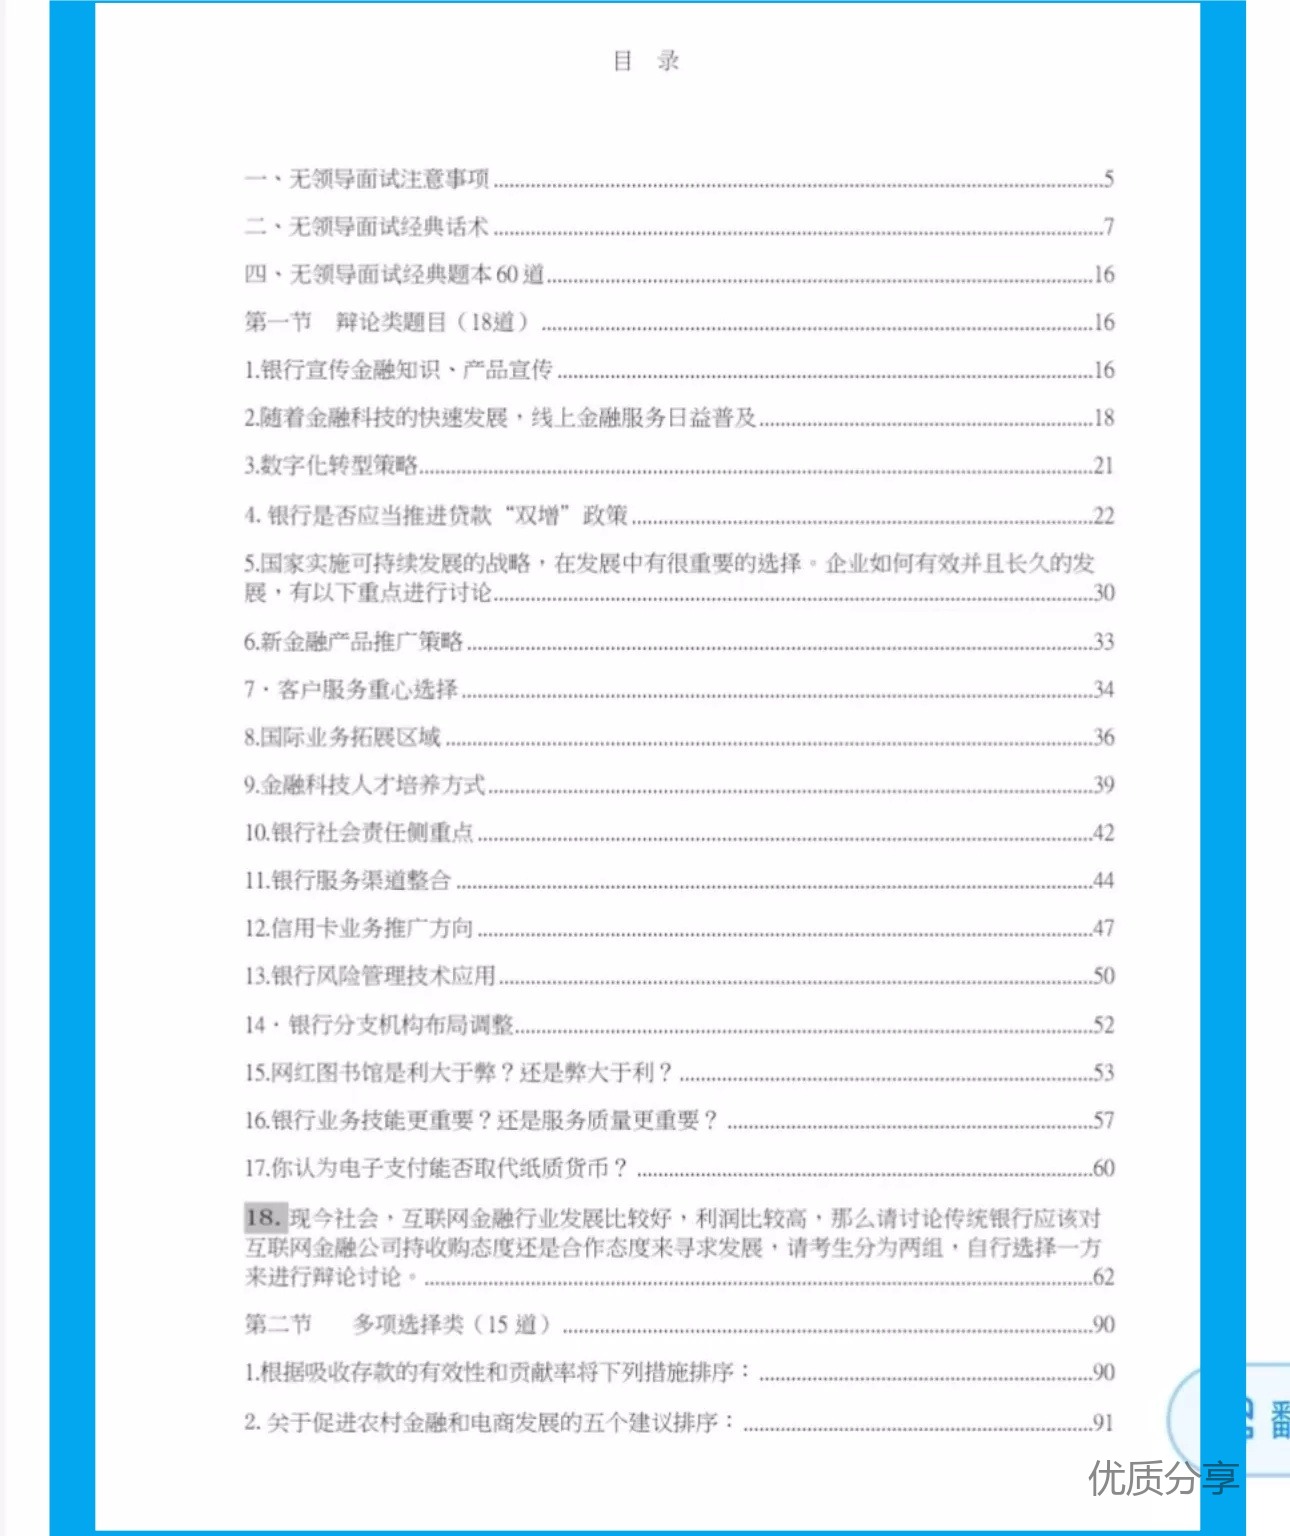 目 录
一、无领导面试注意事项.....5
二、无领导面试经典话术.....7
四、无领导面试经典题本60道.....16
第一节 辩论类题目（18道）.....16
1.银行宣传金融知识、产品宣传.....16
2.随着金融科技的快速发展，线上金融服务日益普及.....18
3.数字化转型策略.....21
4. 银行是否应当推进贷款“双增”政策.....22
5.国家实施可持续发展的战略，在发展中有很重要的选择。企业如何有效并且长久的发
展，有以下重点进行讨论.....30
6.新金融产品推广策略.....33
7．客户服务重心选择.....34
8.国际业务拓展区域.....36
9.金融科技人才培养方式.....39
10.银行社会责任侧重点.....42
11.银行服务渠道整合.....44
12.信用卡业务推广方向.....47
13.银行风险管理技术应用.....50
14．银行分支机构布局调整.....52
15.网红图书馆是利大于弊？还是弊大于利？.....53
16.银行业务技能更重要？还是服务质量更重要？.....57
17.你认为电子支付能否取代纸质货币？.....60
18.现今社会，互联网金融行业发展比较好，利润比较高，那么请讨论传统银行应该对
互联网金融公司持收购态度还是合作态度来寻求发展，请考生分为两组，自行选择一方
来进行辩论讨论。.....62
第二节 多项选择类（15道）.....90
1.根据吸收存款的有效性和贡献率将下列措施排序：.....90
2. 关于促进农村金融和电商发展的五个建议排序：.....91
翻
优质分享